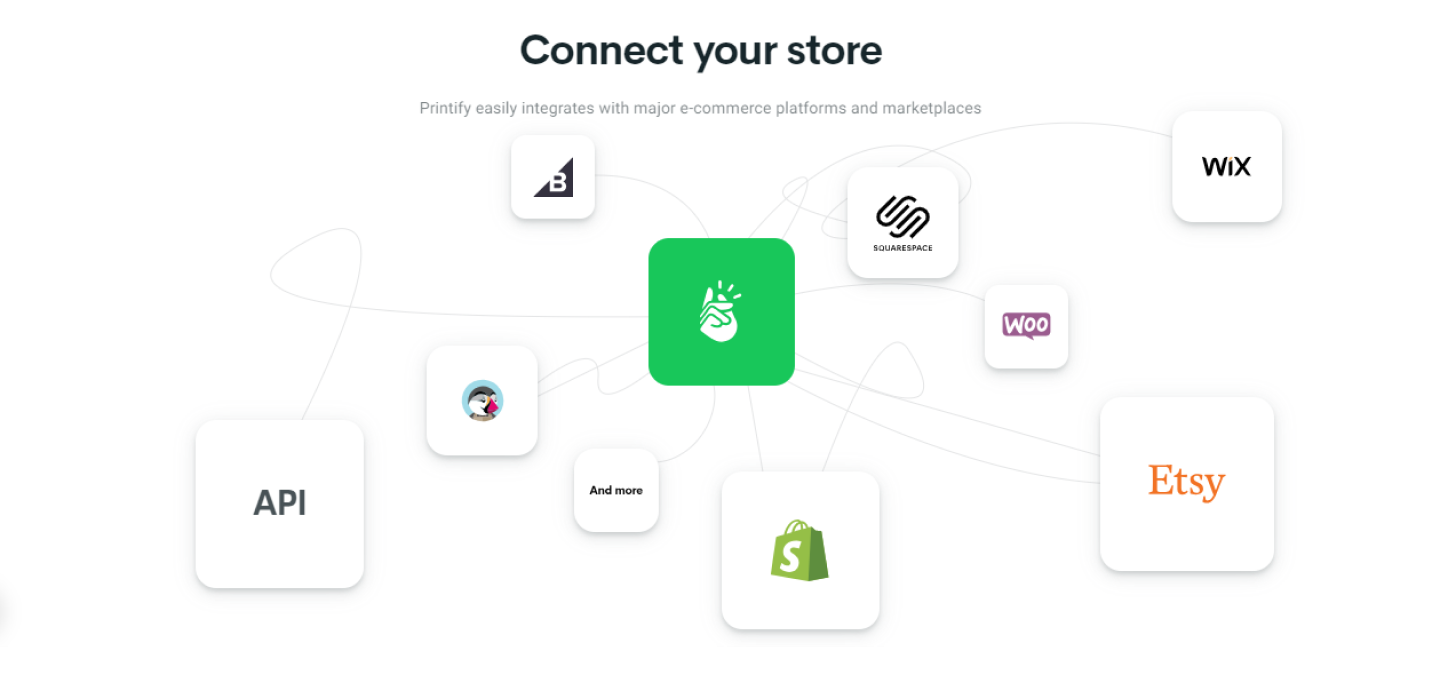 Connect your store
Printify easily integrates with major e-commerce platforms and marketplaces
B
WiX
SQUARESPACE
WOO
API
And more
S
Etsy